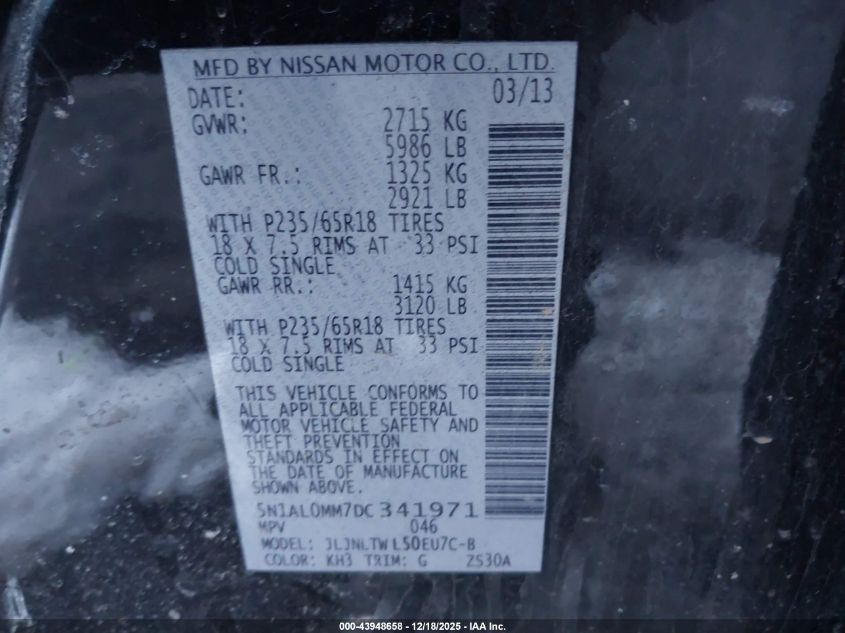 MFD BY NISSAN MOTOR CO., LTD.
DATE: 03/13
GVWR: 2715 KG
5986 LB
GAWR FR.: 1325 KG
2921 LB
WITH P235/65R18 TIRES
18 X 7.5 RIMS AT 33 PSI
COLD SINGLE
GAWR RR.: 1415 KG
3120 LB
WITH P235/65R18 TIRES
18 X 7.5 RIMS AT 33 PSI
COLD SINGLE
THIS VEHICLE CONFORMS TO
ALL APPLICABLE FEDERAL
MOTOR VEHICLE SAFETY AND
THEFT PREVENTION
STANDARDS IN EFFECT ON
THE DATE OF MANUFACTURE
SHOWN ABOVE.
5N1AL0MM7DC341971
MPV 046
MODEL: JLJNLTWL50EU7C-B
COLOR: KH3 TRIM: G 2S30A
000-43948658 - 12/18/2025 - IAA Inc.